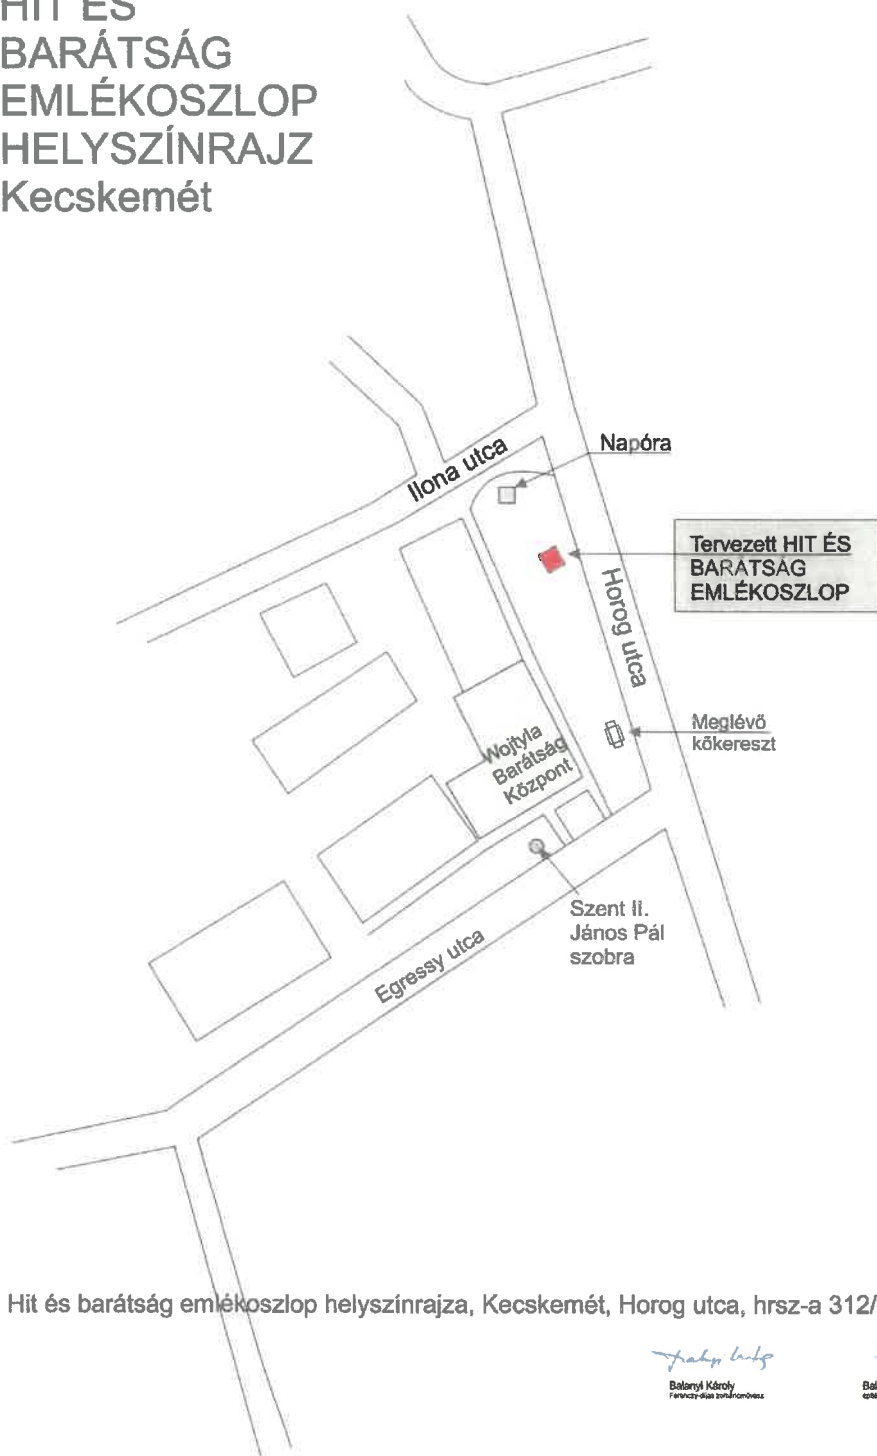 HIT ÉS
BARÁTSÁG
EMLÉKOSZLOP
HELYSZÍNRAJZ
Kecskemét
Ilona utca
Napóra
Tervezett HIT ÉS
BARÁTSÁG
EMLÉKOSZLOP
Horog utca
Meglévő
kőkereszt
Wojtyla
Barátság
Központ
Szent II.
János Pál
szobra
Egressy utca
Hit és barátság emlékoszlop helyszínrajza, Kecskemét, Horog utca, hrsz-a 312/
Balanyi Károly
Ferenczy-díjas